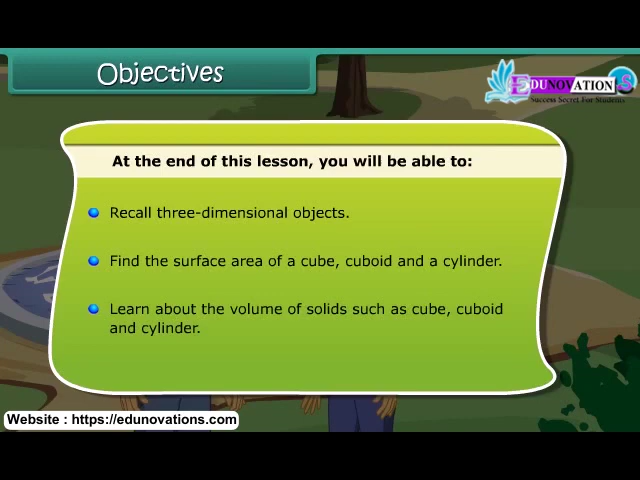 Objectives
EDUNOVATION.S
Success Secret For Students
At the end of this lesson, you will be able to:
Recall three-dimensional objects.
Find the surface area of a cube, cuboid and a cylinder.
Learn about the volume of solids such as cube, cuboid
and cylinder.
Website : https://edunovations.com